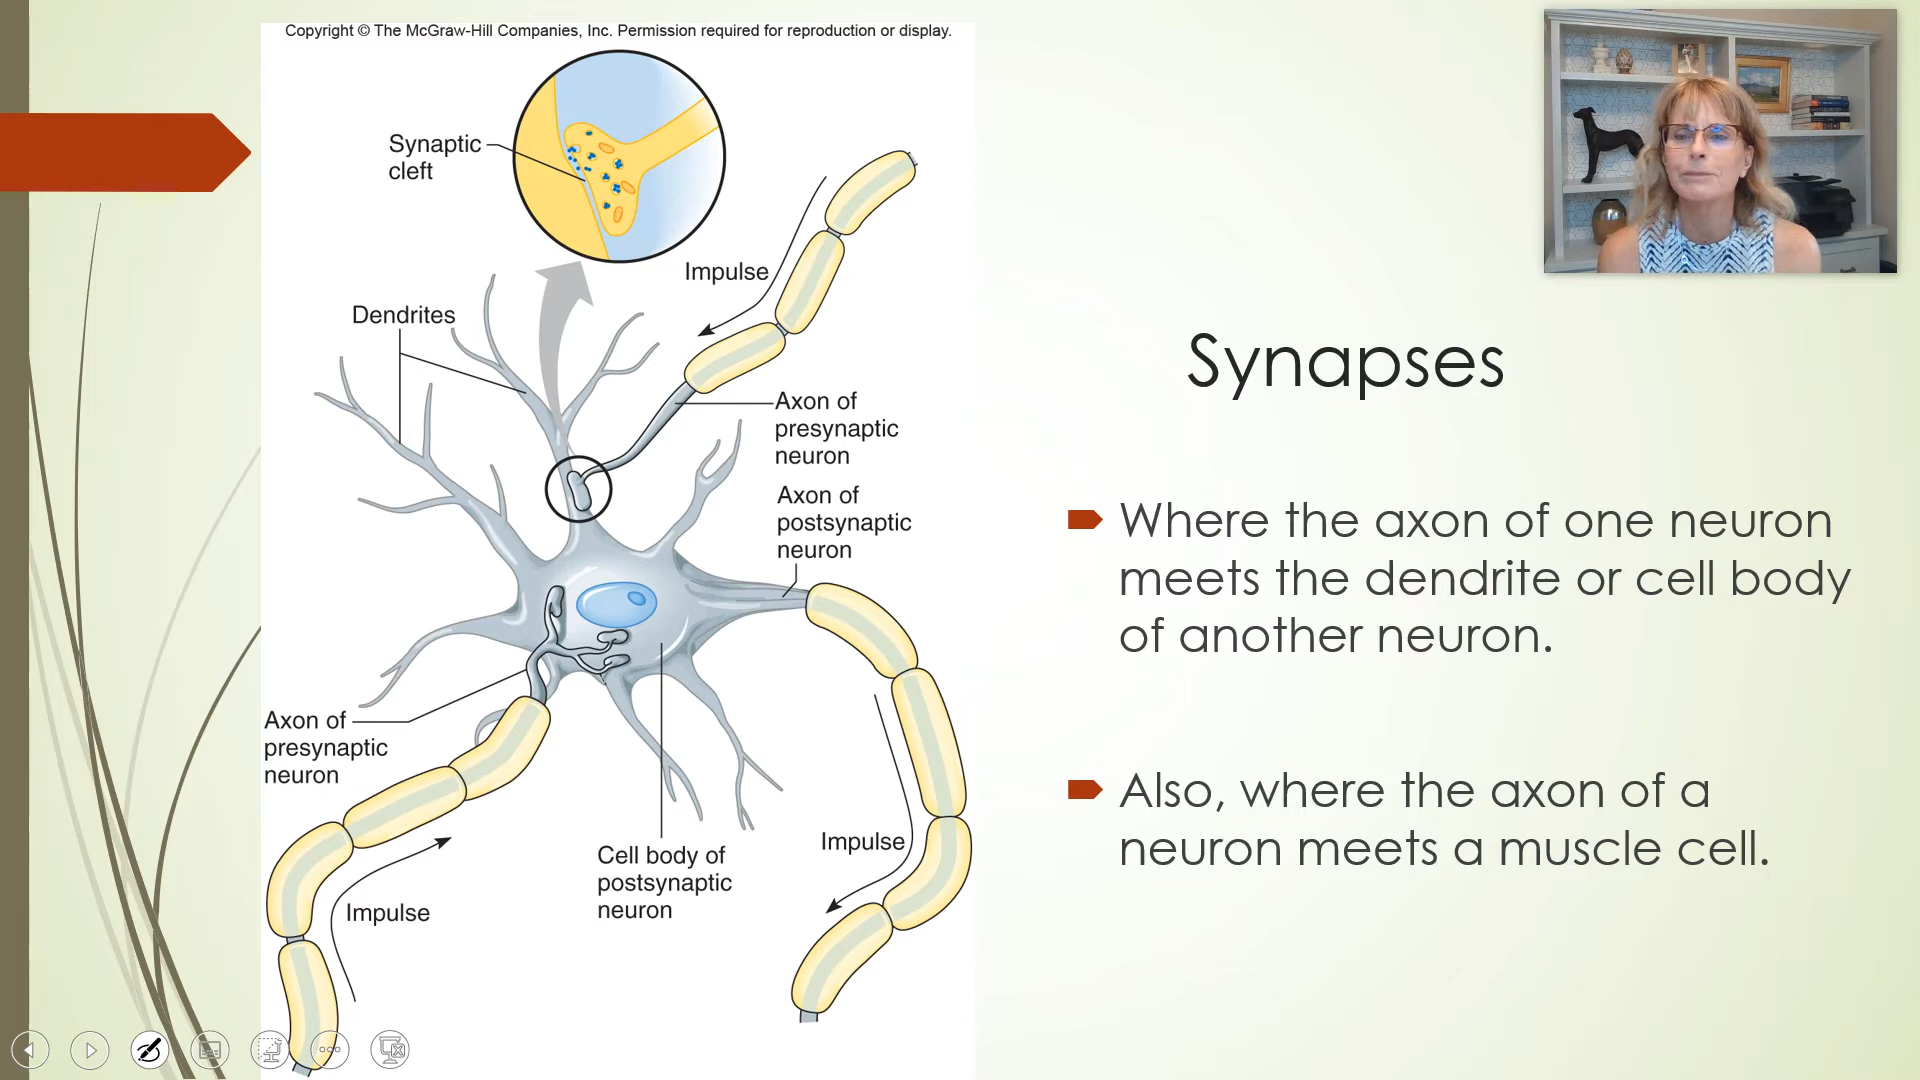 Copyright © The McGraw-Hill Companies, Inc. Permission required for reproduction or display.
Synaptic
cleft
Impulse
Dendrites
Axon of
presynaptic
neuron
Axon of
postsynaptic
neuron
Axon of
presynaptic
neuron
Impulse
Cell body of
postsynaptic
neuron
Impulse
Synapses
Where the axon of one neuron
meets the dendrite or cell body
of another neuron.
Also, where the axon of a
neuron meets a muscle cell.